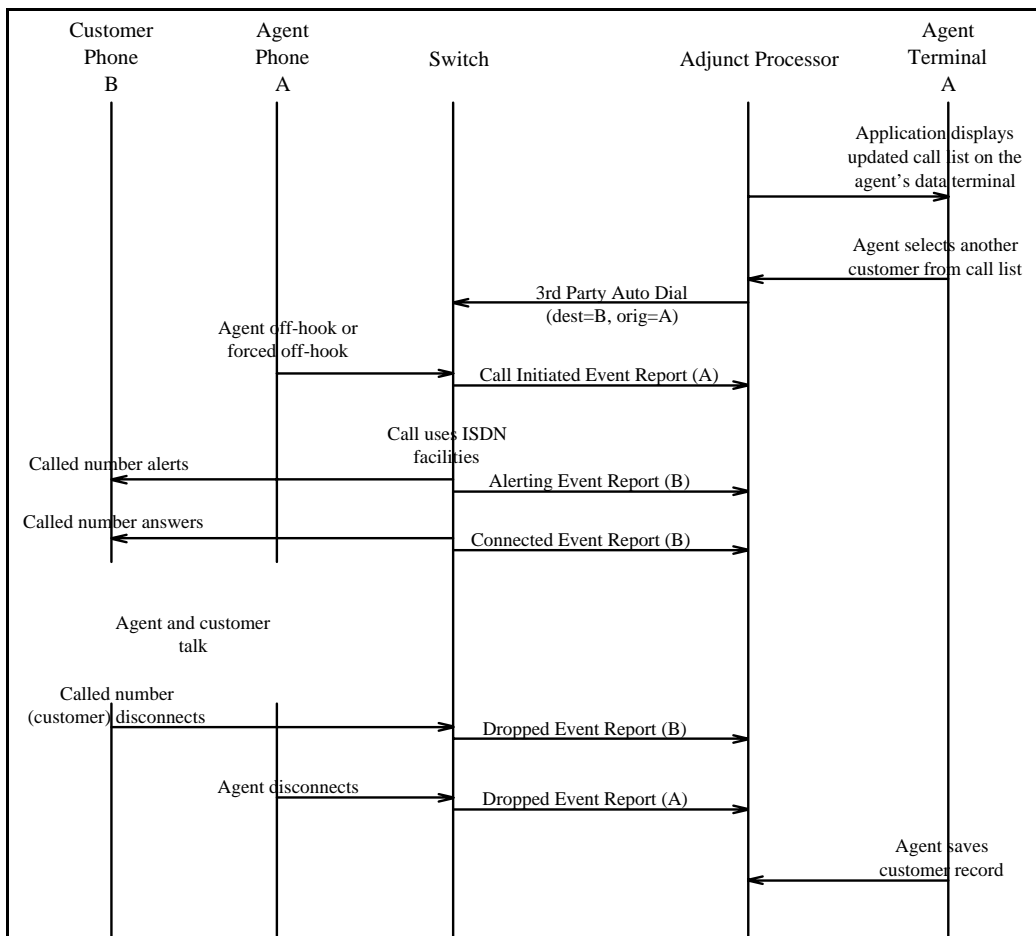 Customer
Phone
B
Agent
Phone
A
Switch
Adjunct Processor
Agent
Terminal
A
Application displays
updated call list on the
agent’s data terminal
Agent selects another
customer from call list
3rd Party Auto Dial
(dest=B, orig=A)
Agent off-hook or
forced off-hook
Call Initiated Event Report (A)
Call uses ISDN
facilities
Called number alerts
Alerting Event Report (B)
Called number answers
Connected Event Report (B)
Agent and customer
talk
Called number
(customer) disconnects
Dropped Event Report (B)
Agent disconnects
Dropped Event Report (A)
Agent saves
customer record